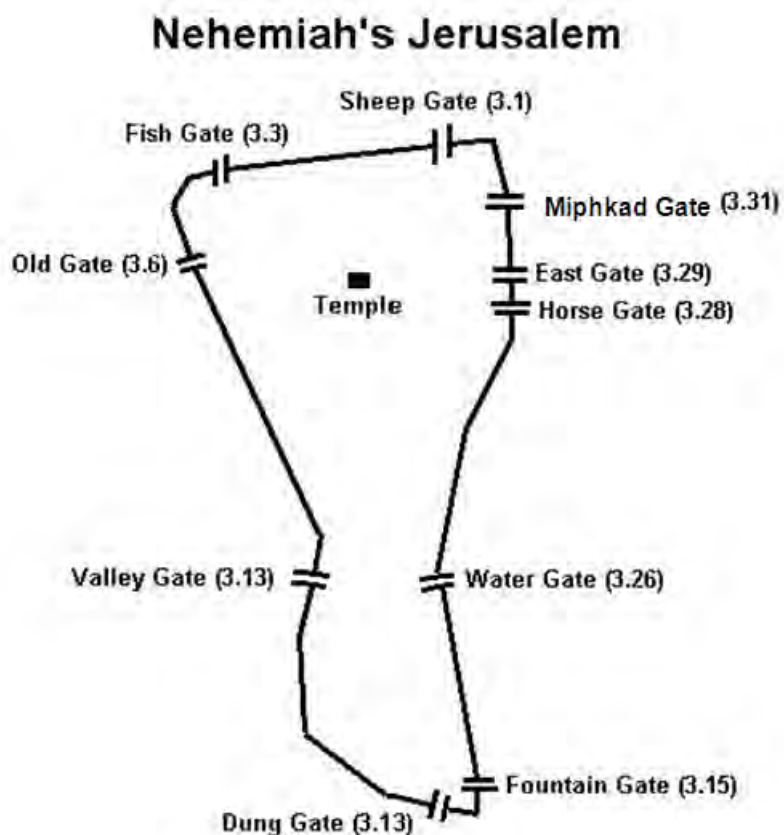 Nehemiah's Jerusalem
Sheep Gate (3.1)
Fish Gate (3.3)
Miphkad Gate (3.31)
Old Gate (3.6)
East Gate (3.29)
Temple
Horse Gate (3.28)
Valley Gate (3.13)
Water Gate (3.26)
Fountain Gate (3.15)
Dung Gate (3.13)